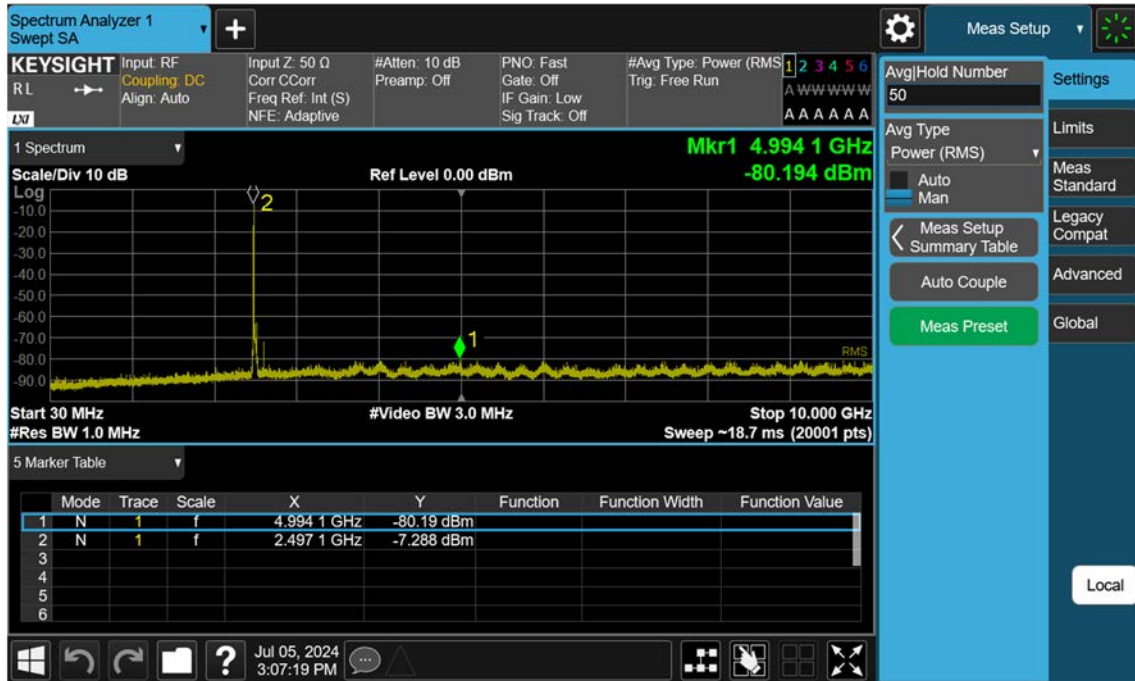 Spectrum Analyzer 1
Swept SA
+
Meas Setup
KEYSIGHT
RL
LXI
Input: RF
Coupling: DC
Align: Auto
Input Z: 50 Ω
Corr CCorr
Freq Ref: Int (S)
NFE: Adaptive
#Atten: 10 dB
Preamp: Off
PNO: Fast
Gate: Off
IF Gain: Low
Sig Track: Off
#Avg Type: Power (RMS
Trig: Free Run
1 2 3 4 5 6
A W W W W W
A A A A A A
1 Spectrum
Scale/Div 10 dB
Ref Level 0.00 dBm
Mkr1 4.994 1 GHz
-80.194 dBm
Log
-10.0
-20.0
-30.0
-40.0
-50.0
-60.0
-70.0
-80.0
-90.0
2
1
RMS
Start 30 MHz
#Video BW 3.0 MHz
Stop 10.000 GHz
#Res BW 1.0 MHz
Sweep ~18.7 ms (20001 pts)
5 Marker Table
Mode Trace Scale X Y Function Function Width Function Value
1 N 1 f 4.994 1 GHz -80.19 dBm
2 N 1 f 2.497 1 GHz -7.288 dBm
3
4
5
6
?
Jul 05, 2024
3:07:19 PM
Avg|Hold Number
50
Avg Type
Power (RMS)
Auto
Man
Meas Setup
Summary Table
Auto Couple
Meas Preset
Settings
Limits
Meas
Standard
Legacy
Compat
Advanced
Global
Local